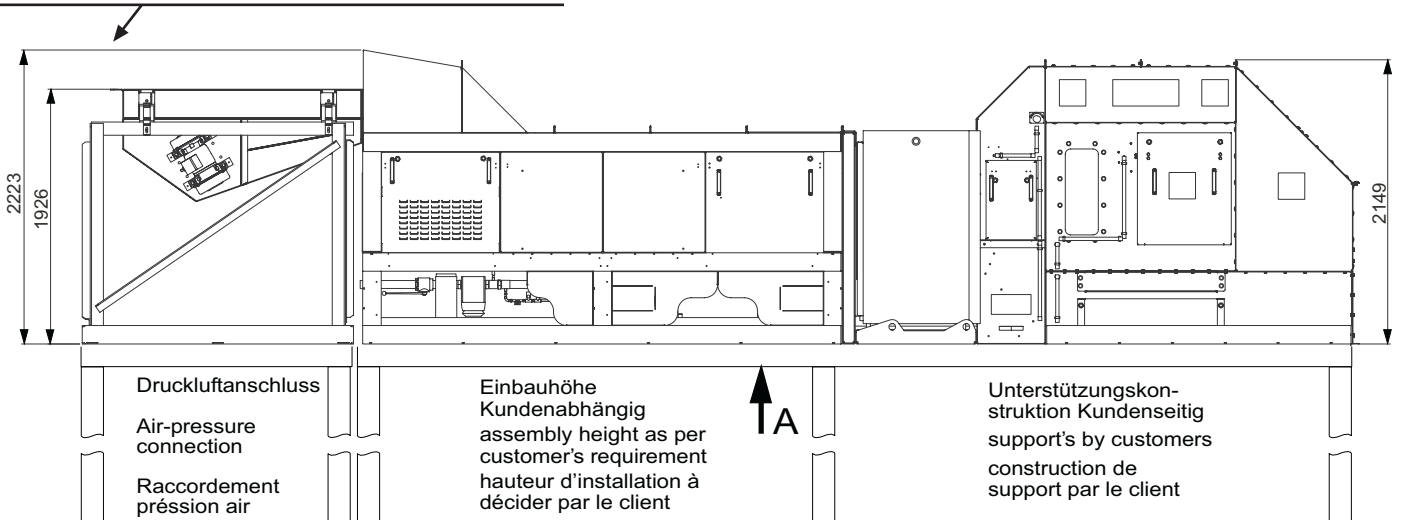 2223
1926
2149
Druckluftanschluss
Air-pressure
connection
Raccordement
préssion air
Einbauhöhe
Kundenabhängig
assembly height as per
customer's requirement
hauteur d'installation à
décider par le client
A
Unterstützungskon-
struktion Kundenseitig
support's by customers
construction de
support par le client